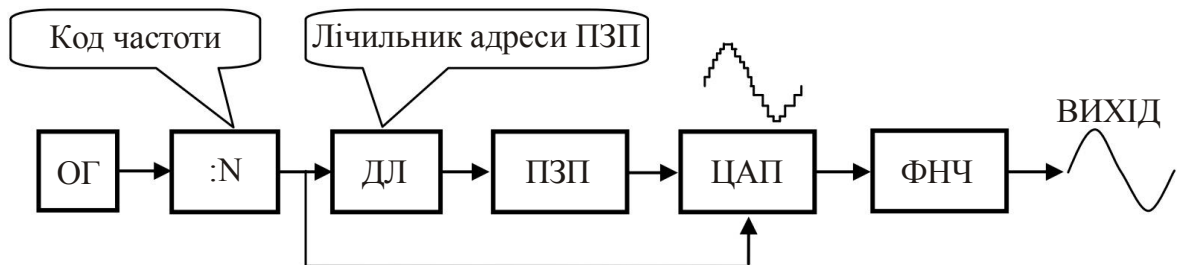 Код частоти
Лічильник адреси ПЗП
ВИХІД
ОГ
:N
ДЛ
ПЗП
ЦАП
ФНЧ